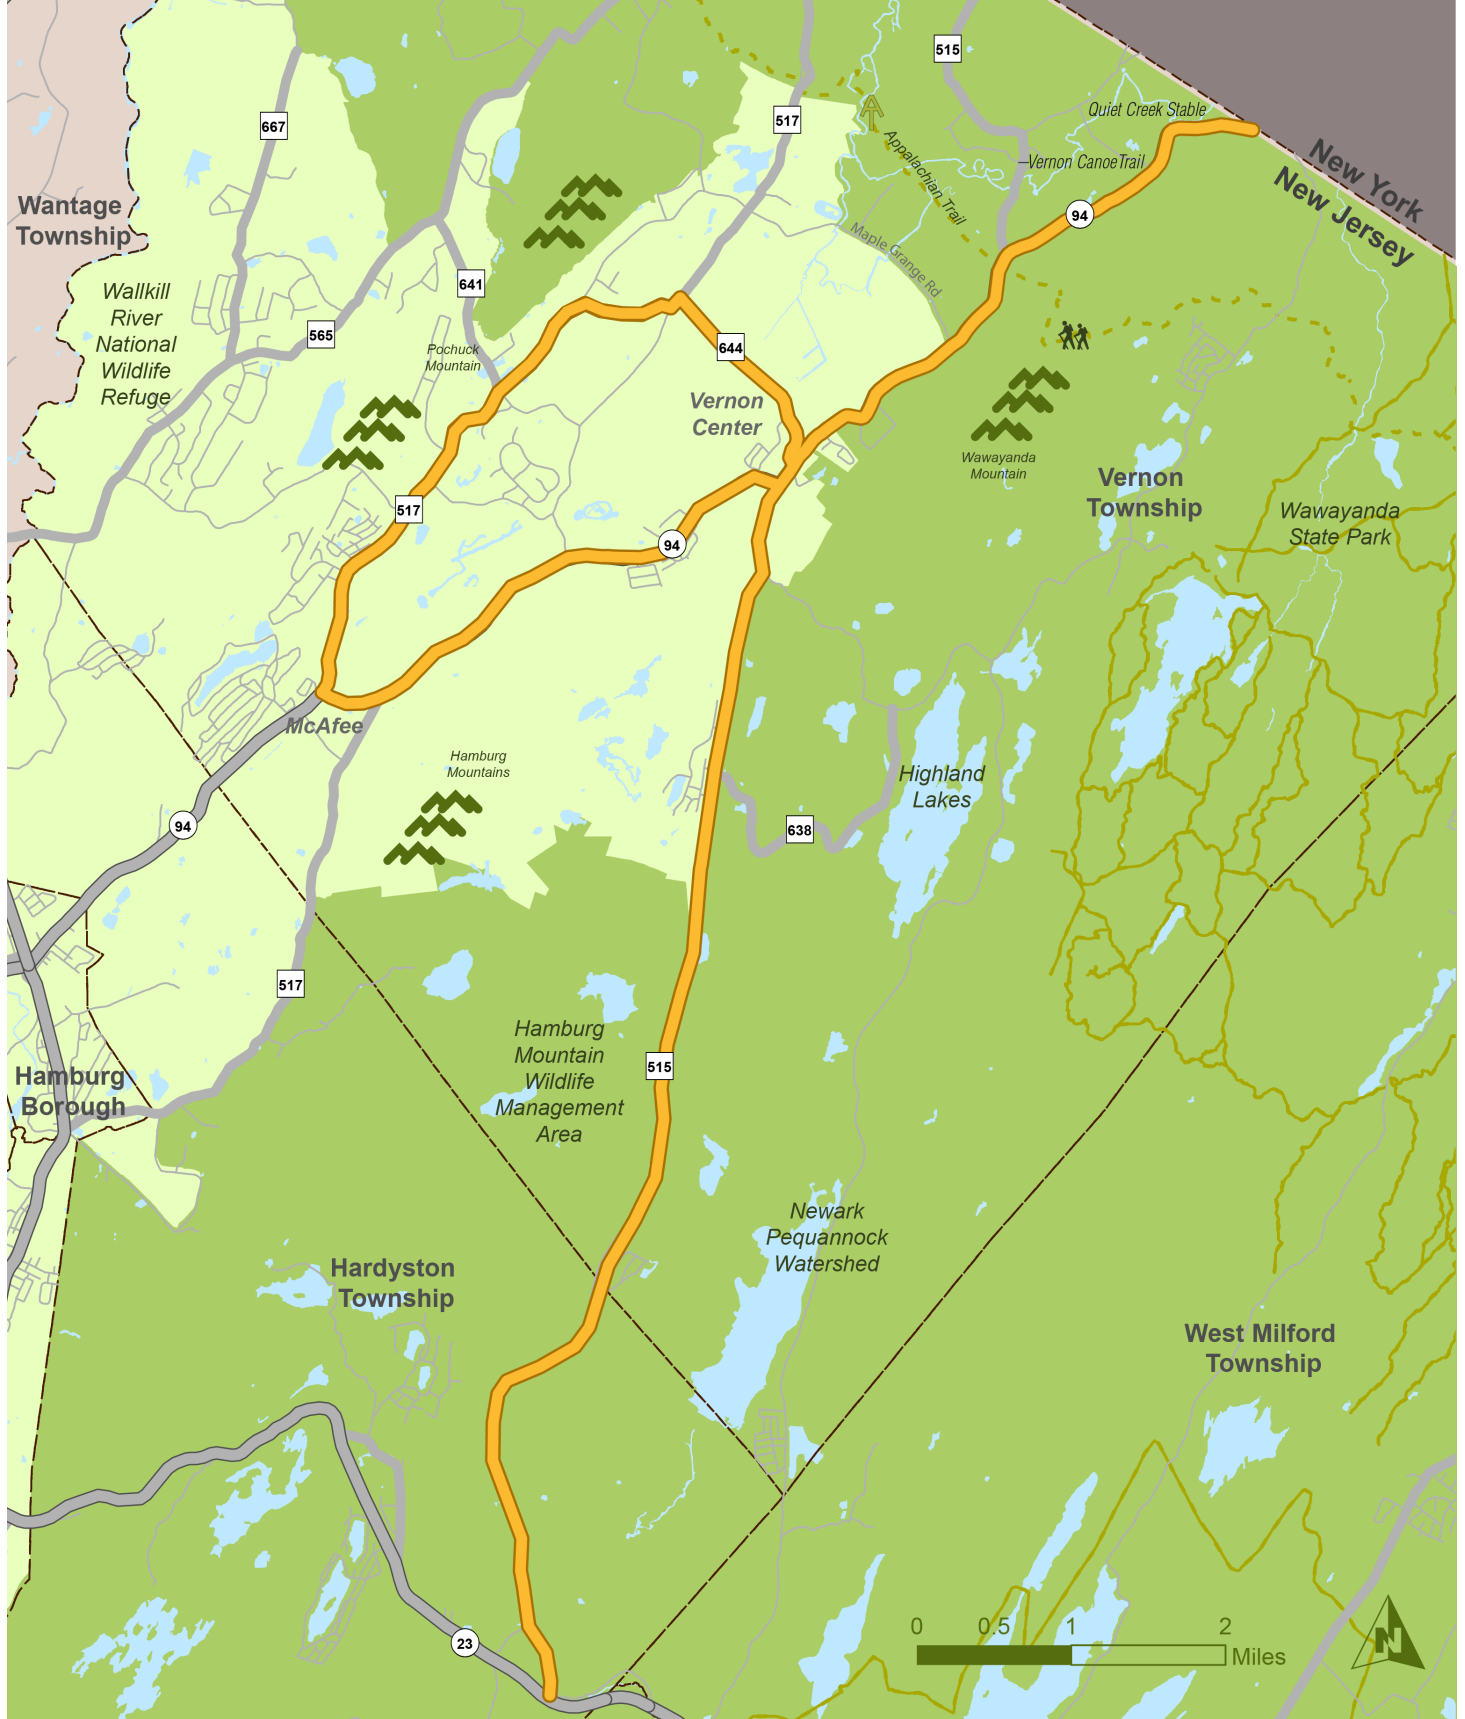 515
Quiet Creek Stable
667
517
Vernon CanoeTrail
New York
New Jersey
Appalachian Trail
94
Wantage
Township
Maple Grange Rd
641
Wallkill
River
National
Wildlife
Refuge
565
644
Pochuck
Mountain
Vernon
Center
Wawayanda
Mountain
Vernon
Township
517
Wawayanda
State Park
94
McAfee
Hamburg
Mountains
Highland
Lakes
94
638
517
Hamburg
Mountain
Wildlife
Management
Area
515
Hamburg
Borough
Newark
Pequannock
Watershed
Hardyston
Township
West Milford
Township
23
0 0.5 1 2
Miles
N